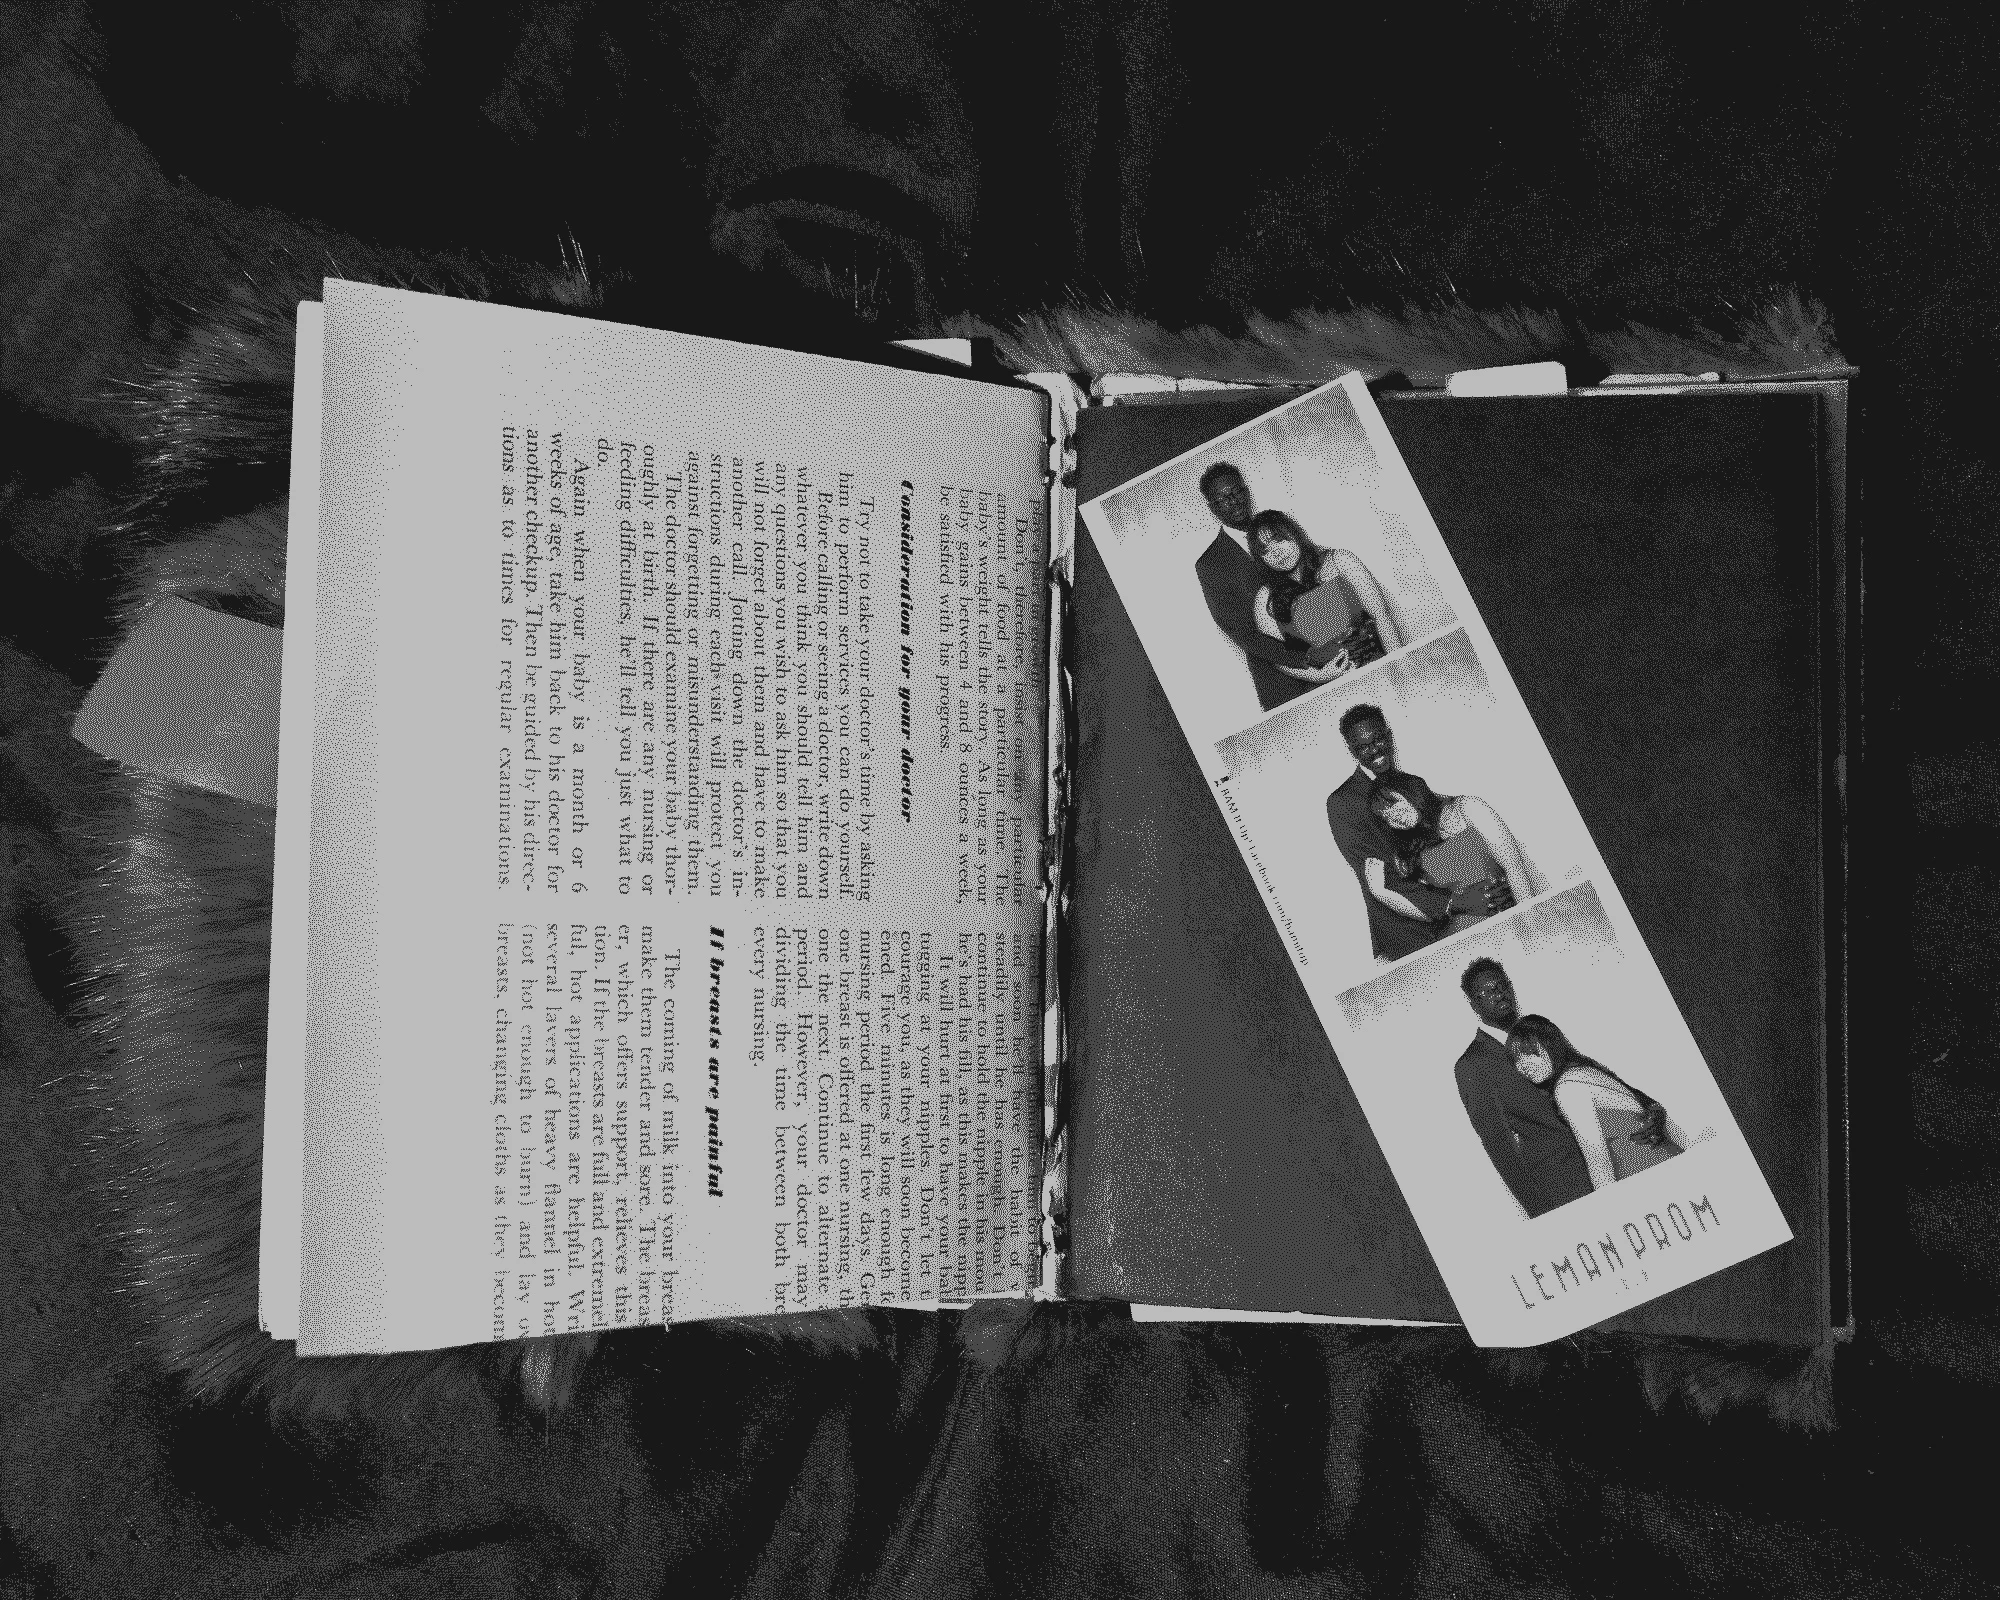 Don't, therefore, insist on any particular
amount of food at a particular time. The
baby's weight tells the story. As long as your
baby gains between 4 and 8 ounces a week,
be satisfied with his progress.
Consideration for your doctor
Try not to take your doctor's time by asking
him to perform services you can do yourself.
Before calling or seeing a doctor, write down
whatever you think you should tell him and
any questions you wish to ask him so that you
will not forget about them and have to make
another call. Jotting down the doctor's in-
structions during each visit will protect you
against forgetting or misunderstanding them.
The doctor should examine your baby thor-
oughly at birth. If there are any nursing or
feeding difficulties, he'll tell you just what to
do.
Again when your baby is a month or 6
weeks of age, take him back to his doctor for
another checkup. Then be guided by his direc-
tions as to times for regular examinations.
steadily until he has enough. Don't
continue to hold the nipple in his
he's had his fill, as this makes the
It will hurt at first to have your
tugging at your nipples. Don't let
courage you, as they will soon become
ened. Five minutes is long enough
nursing period the first few days.
one breast is offered at one nursing,
one the next. Continue to alternate
period. However, your doctor may
dividing the time between both
every nursing.
If breasts are painful
The coming of milk into your
make them tender and sore. The
er, which offers support, relieves this
tion. If the breasts are full and
ful, hot applications are helpful.
several layers of heavy flannel in
(not hot enough to burn) and lay
breasts, changing cloths as they
LEMANDROM